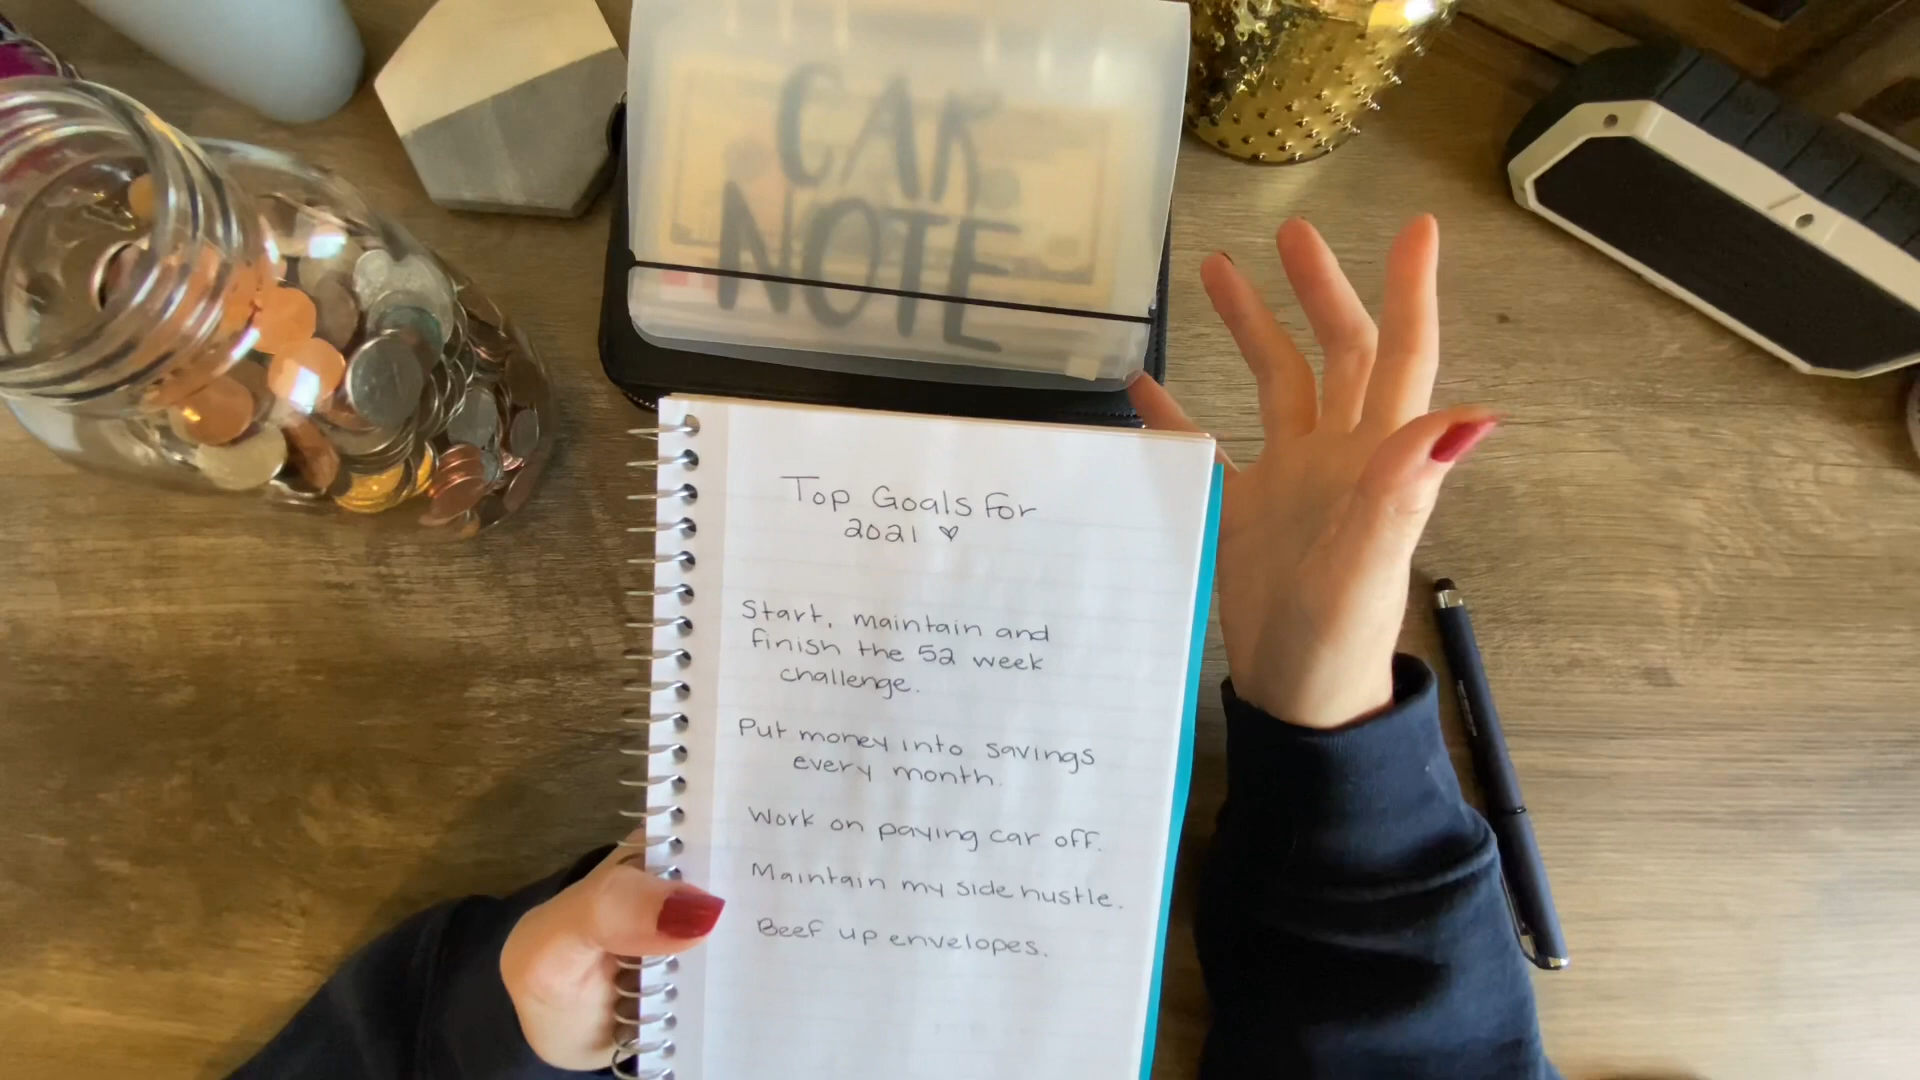 CAR
NOTE
Top Goals For
2021 ♡
Start, maintain and
finish the 52 week
challenge.
Put money into savings
every month.
Work on paying car off.
Maintain my side hustle.
Beef up envelopes.